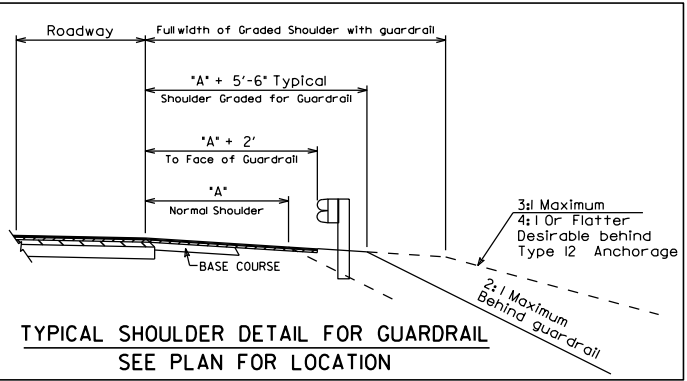 Roadway
Full width of Graded Shoulder with guardrail
"A" + 5'-6" Typical
Shoulder Graded for Guardrail
"A" + 2'
To Face of Guardrail
"A"
Normal Shoulder
3:1 Maximum
4:1 Or Flatter
Desirable behind
Type 12 Anchorage
BASE COURSE
2:1 Maximum
Behind guardrail
TYPICAL SHOULDER DETAIL FOR GUARDRAIL
SEE PLAN FOR LOCATION